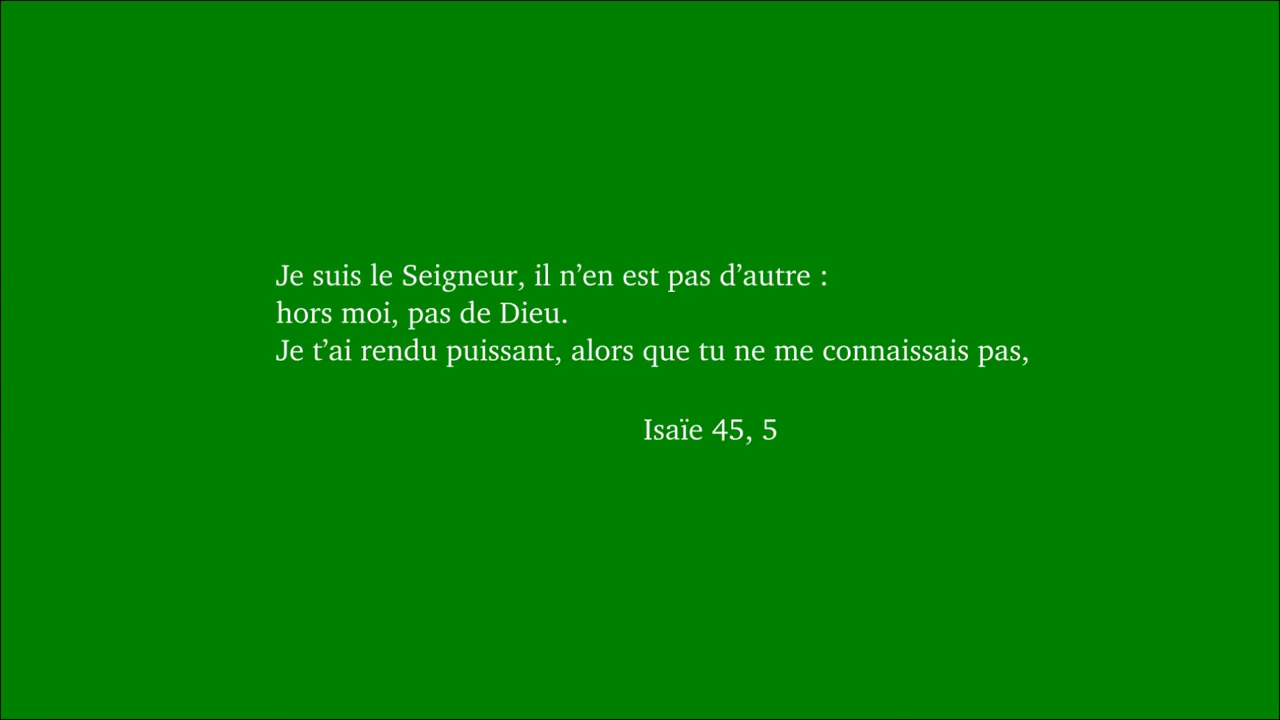 Je suis le Seigneur, il n’en est pas d’autre :
hors moi, pas de Dieu.
Je t’ai rendu puissant, alors que tu ne me connaissais pas,
Isaïe 45, 5